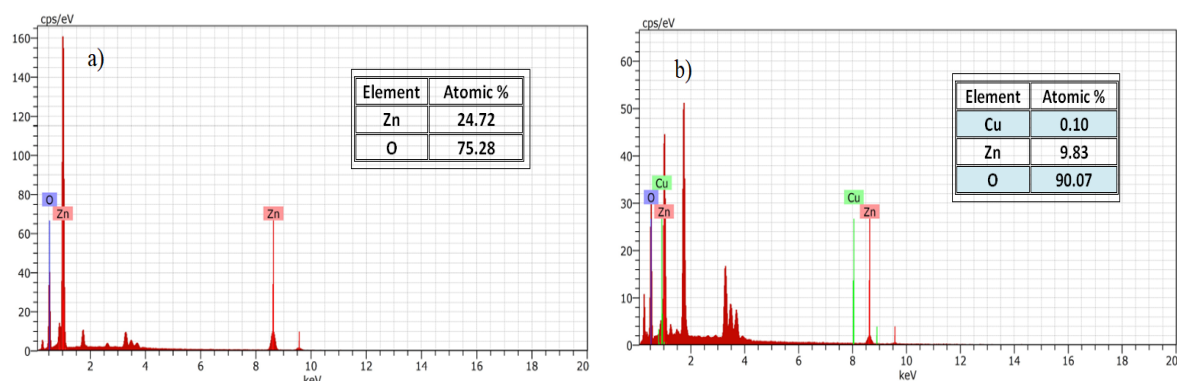 cps/eV
160
140
120
100
80
60
40
20
0
a)
O
Zn
Zn
Element Atomic %
Zn 24.72
O 75.28
2 4 6 8 10 12 14 16 18 20
keV
cps/eV
60
50
40
30
20
10
0
b)
Cu
O
Zn
Cu
Zn
Element Atomic %
Cu 0.10
Zn 9.83
O 90.07
2 4 6 8 10 12 14 16 18 20
keV